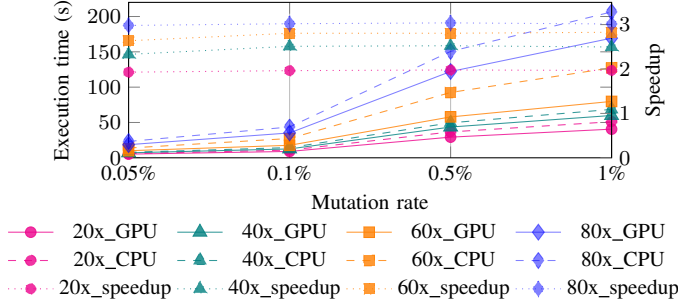 200
150
100
50
0
Execution time (s)
3
2
1
0
Speedup
0.05% 0.1% 0.5% 1%
Mutation rate
20x_GPU 40x_GPU 60x_GPU 80x_GPU
20x_CPU 40x_CPU 60x_CPU 80x_CPU
20x_speedup 40x_speedup 60x_speedup 80x_speedup